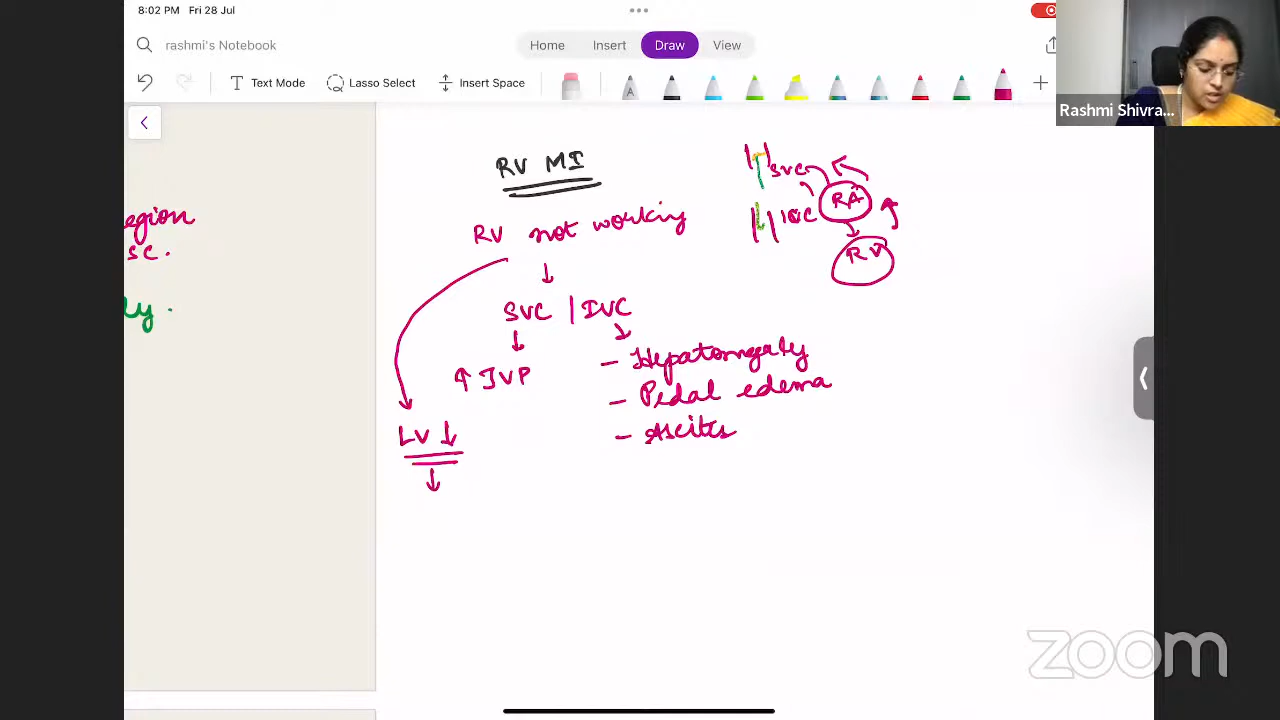 8:02 PM Fri 28 Jul
rashmi's Notebook
Home Insert Draw View
Text Mode Lasso Select Insert Space
Rashmi Shivra...
RV MI
SVC
RA
IVC
RV
egion
sc.
ly.
RV not working
SVC | IVC
↑ JVP
- Hepatomegaly
- Pedal edema
- Ascites
LV ↓
zoom